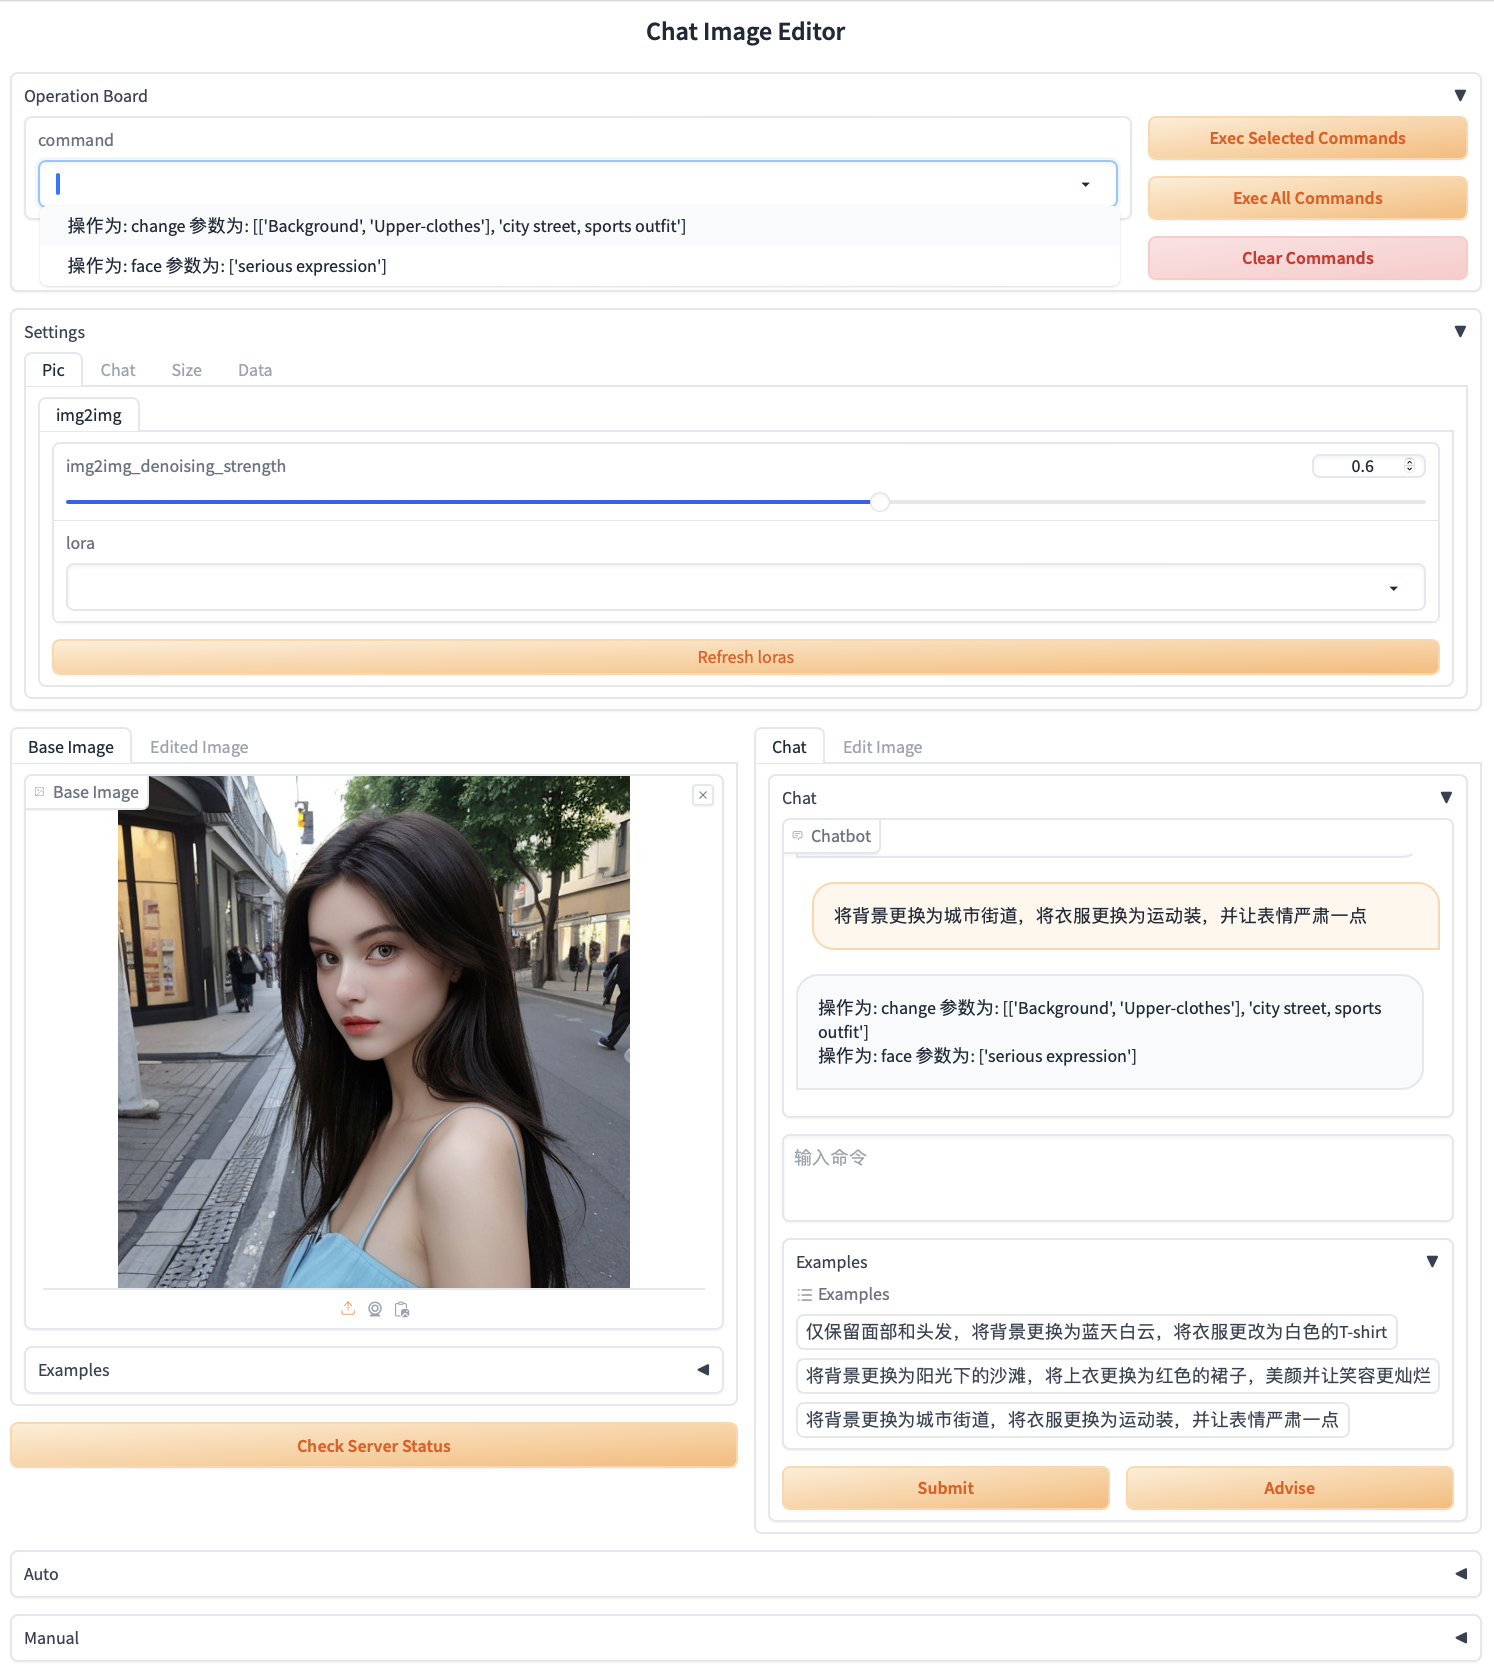 Chat Image Editor
Operation Board
command
操作为: change 参数为: [['Background', 'Upper-clothes'], 'city street, sports outfit']
操作为: face 参数为: ['serious expression']
Exec Selected Commands
Exec All Commands
Clear Commands
Settings
Pic Chat Size Data
img2img
img2img_denoising_strength 0.6
lora
Refresh loras
Base Image Edited Image
Base Image
Examples
Check Server Status
Chat Edit Image
Chat
Chatbot
将背景更换为城市街道，将衣服更换为运动装，并让表情严肃一点
操作为: change 参数为: [['Background', 'Upper-clothes'], 'city street, sports
outfit']
操作为: face 参数为: ['serious expression']
输入命令
Examples
Examples
仅保留面部和头发，将背景更换为蓝天白云，将衣服更改为白色的T-shirt
将背景更换为阳光下的沙滩，将上衣更换为红色的裙子，美颜并让笑容更灿烂
将背景更换为城市街道，将衣服更换为运动装，并让表情严肃一点
Submit Advise
Auto
Manual